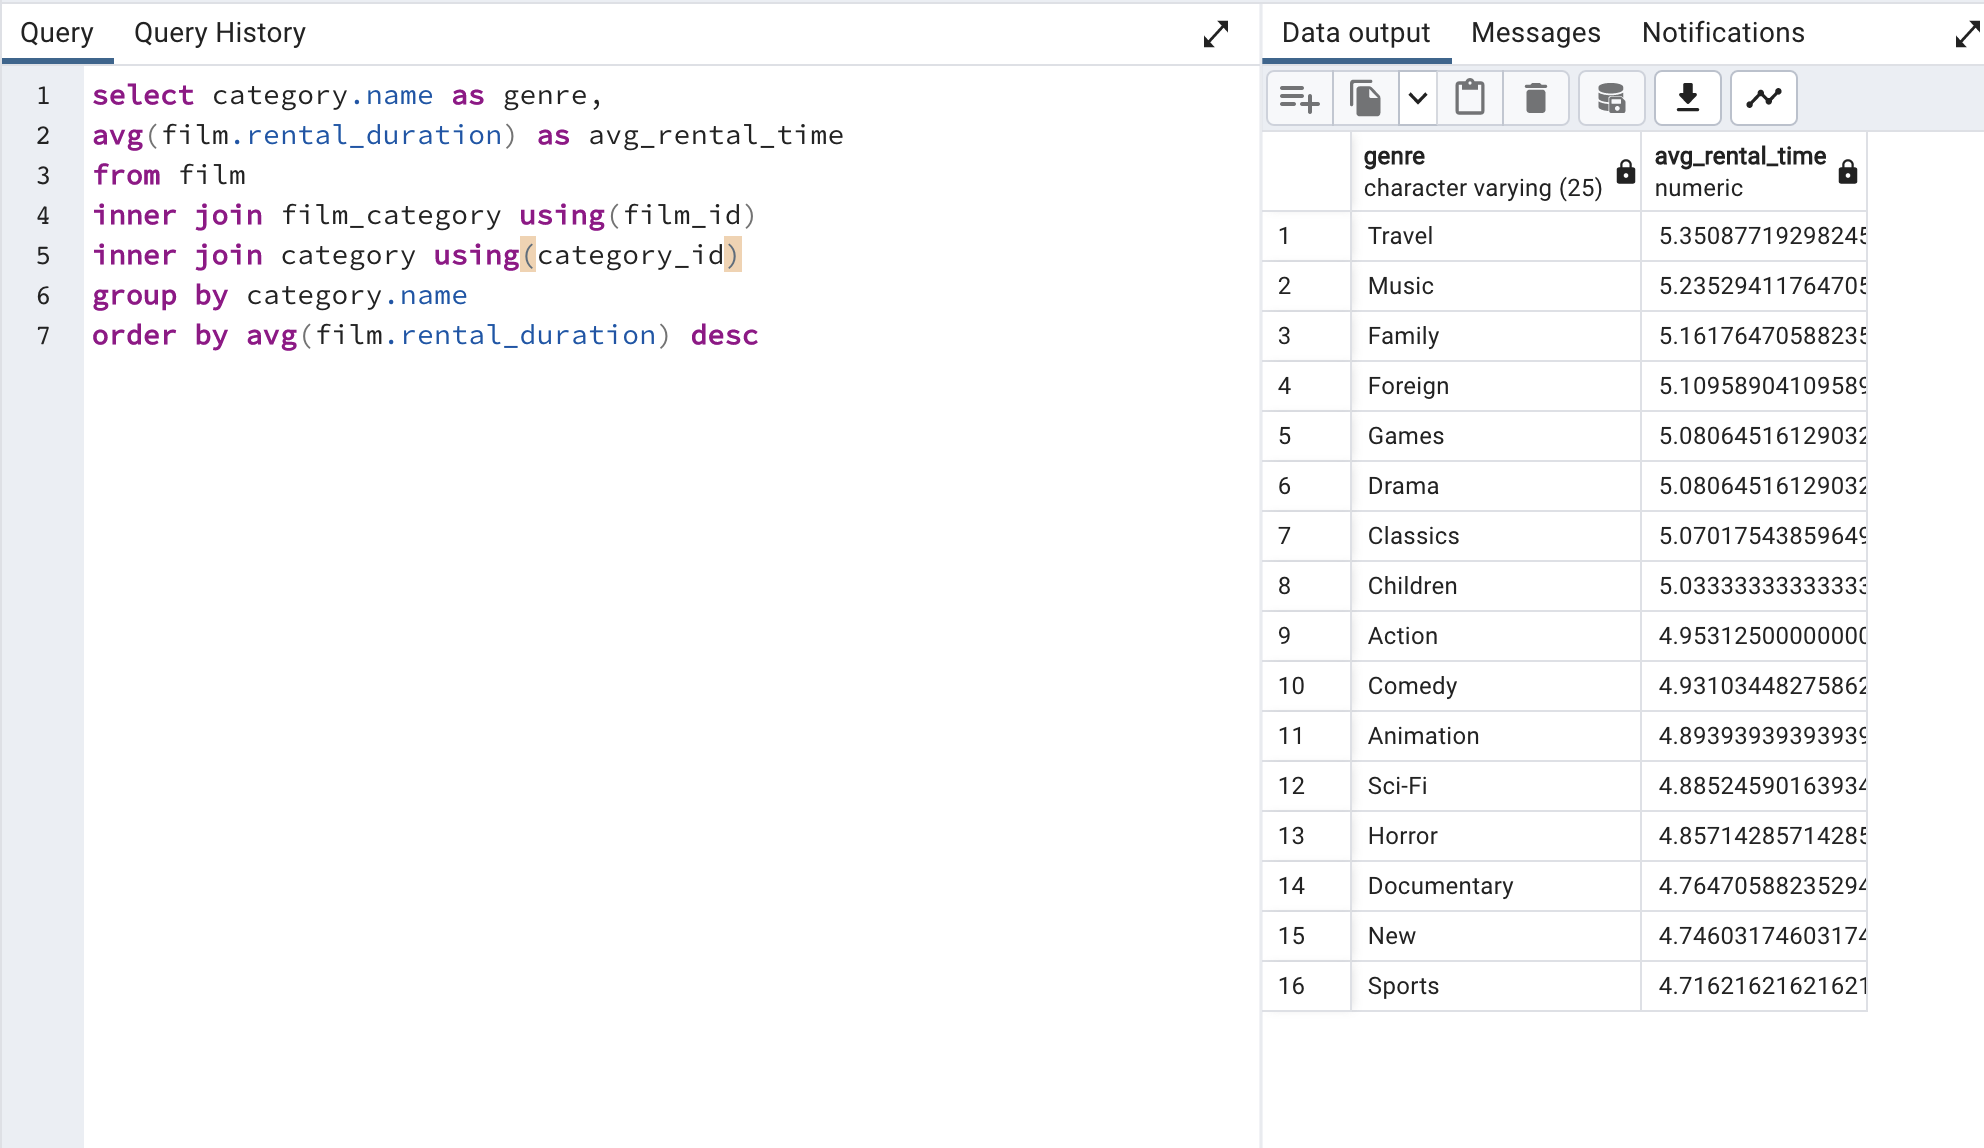 Query Query History
1 select category.name as genre,
2 avg(film.rental_duration) as avg_rental_time
3 from film
4 inner join film_category using(film_id)
5 inner join category using(category_id)
6 group by category.name
7 order by avg(film.rental_duration) desc
Data output Messages Notifications
genre avg_rental_time
character varying (25) numeric
1 Travel 5.35087719298245
2 Music 5.23529411764705
3 Family 5.16176470588235
4 Foreign 5.10958904109589
5 Games 5.08064516129032
6 Drama 5.08064516129032
7 Classics 5.07017543859649
8 Children 5.03333333333333
9 Action 4.95312500000000
10 Comedy 4.93103448275862
11 Animation 4.89393939393939
12 Sci-Fi 4.88524590163934
13 Horror 4.85714285714285
14 Documentary 4.76470588235294
15 New 4.74603174603174
16 Sports 4.71621621621621